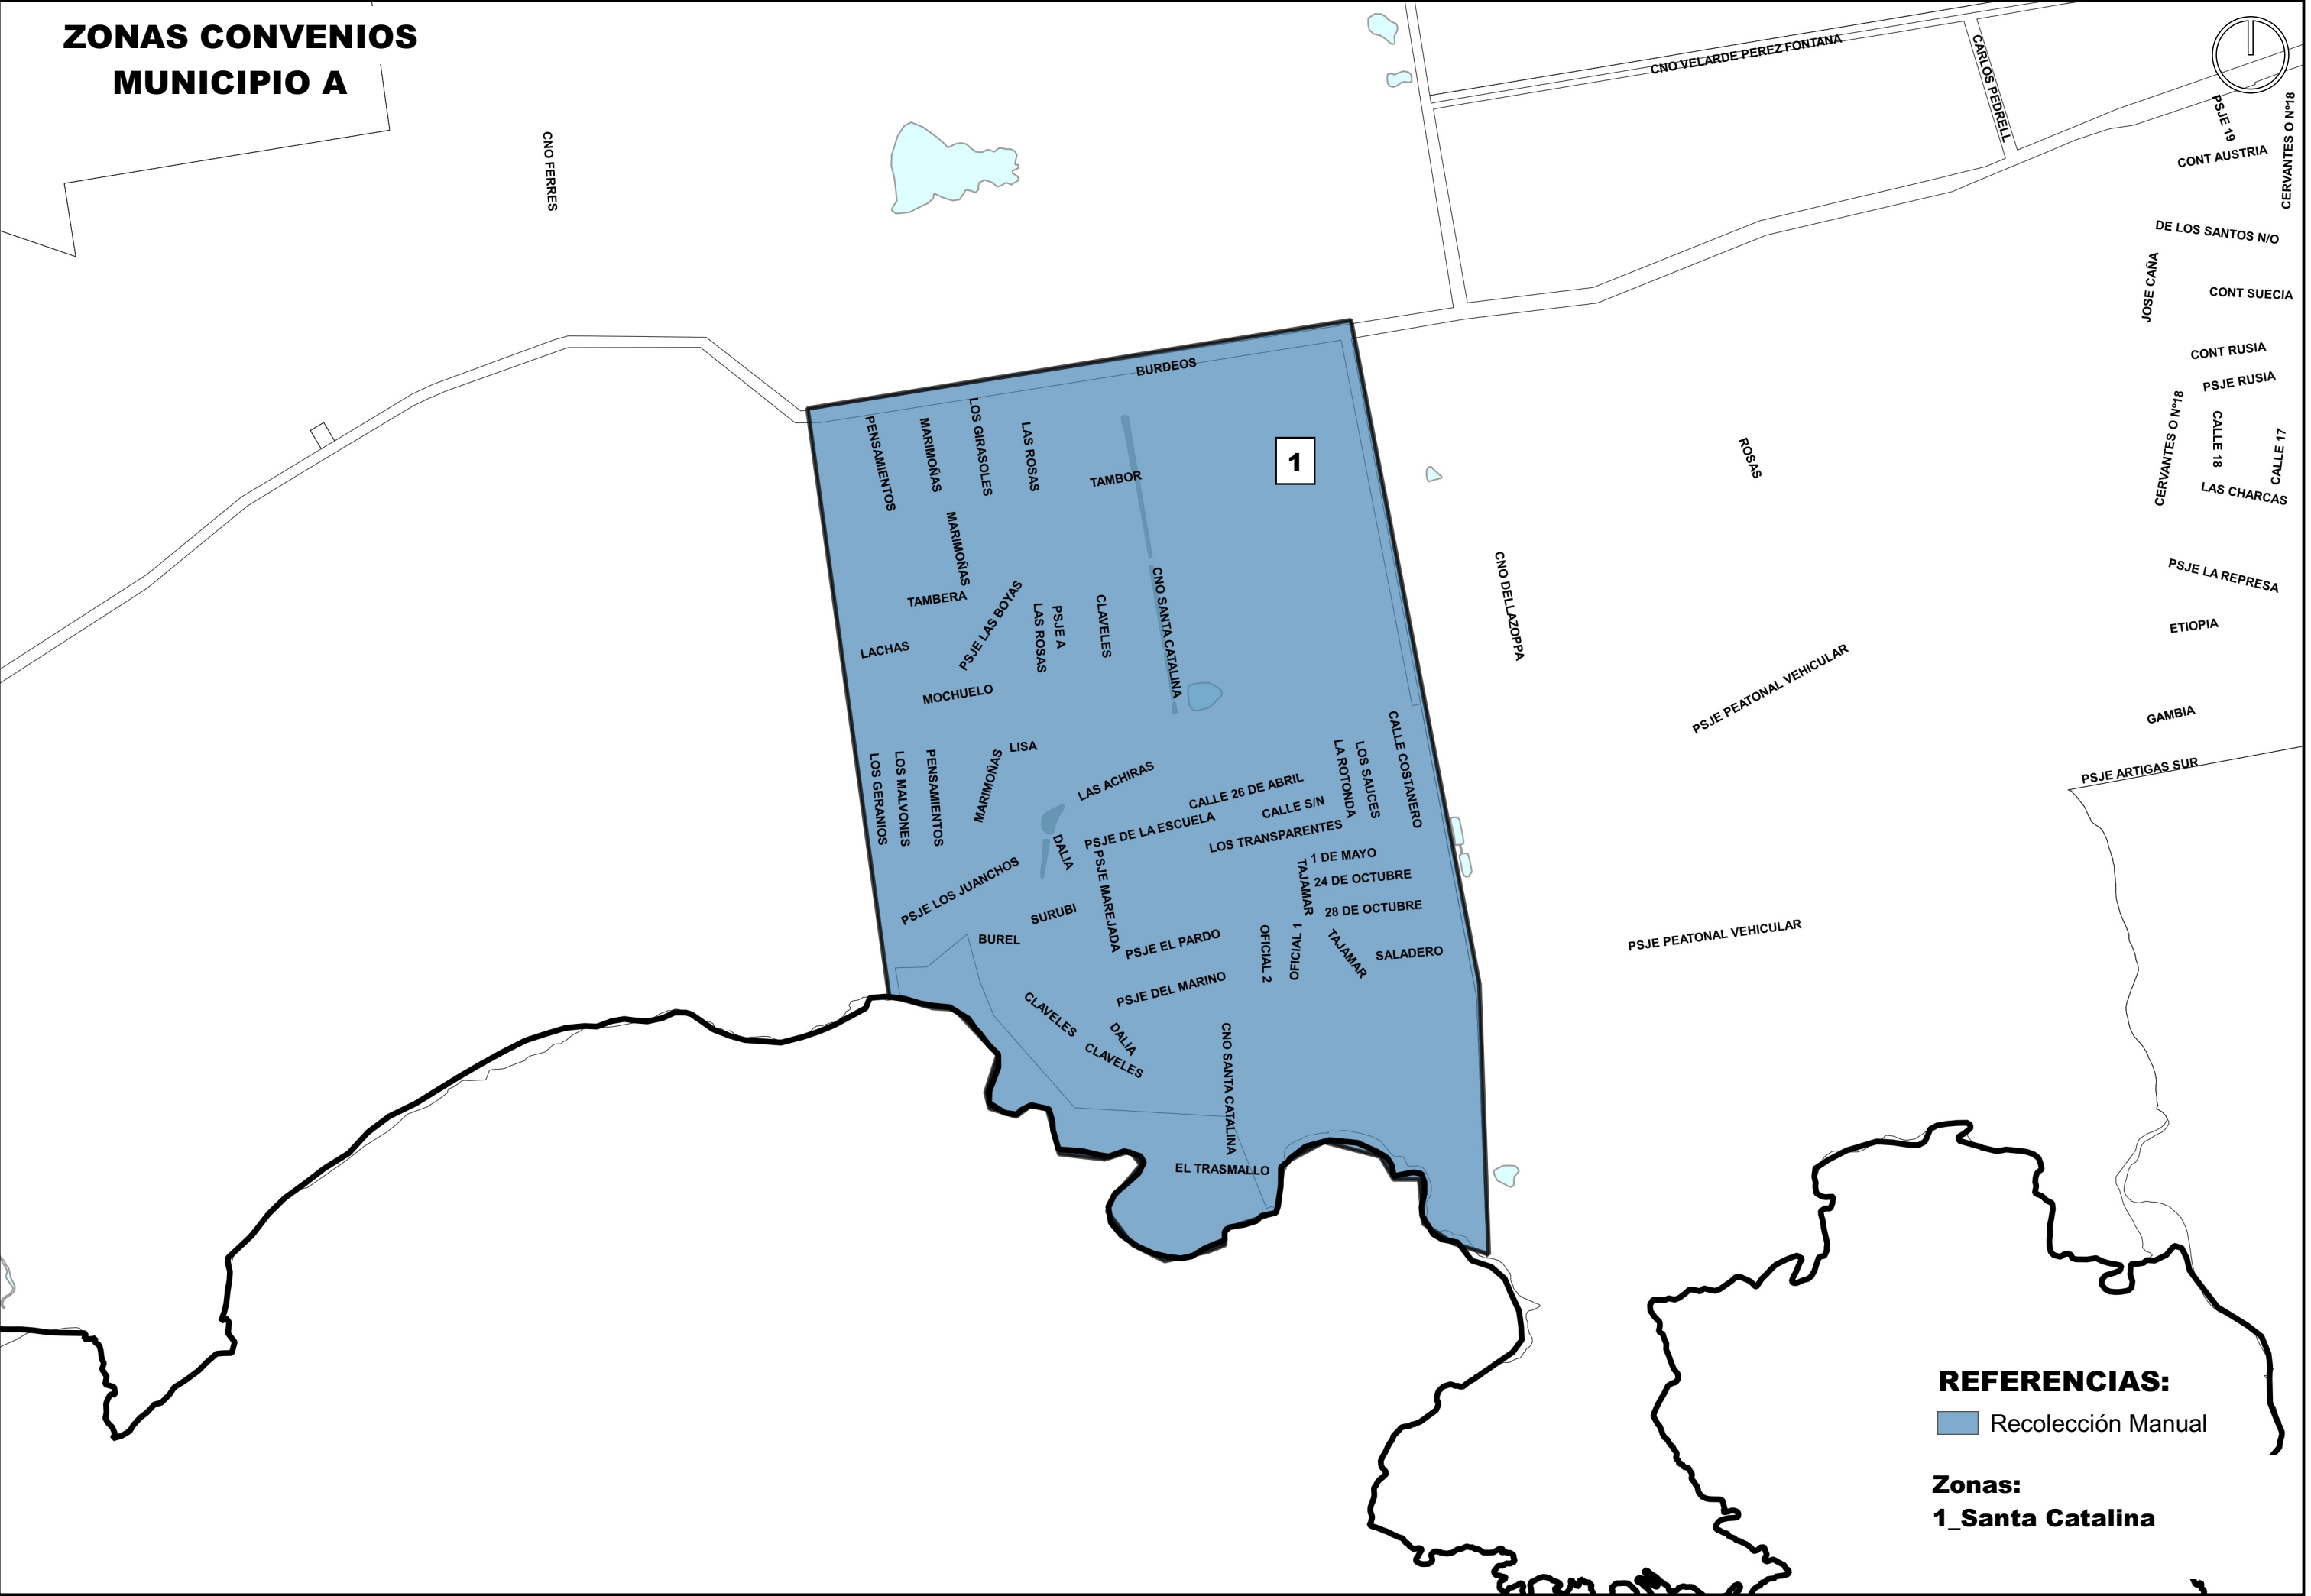 ZONAS CONVENIOS
MUNICIPIO A
CNO VELARDE PEREZ FONTANA
CARLOS PEDRELL
PSJE 19
CERVANTES O Nº18
CONT AUSTRIA
CNO FERRES
DE LOS SANTOS N/O
JOSE CAÑA
CONT SUECIA
CONT RUSIA
PSJE RUSIA
BURDEOS
PENSAMIENTOS
MARIMOÑAS
LOS GIRASOLES
LAS ROSAS
TAMBOR
1
ROSAS
CERVANTES O Nº18
CALLE 18
CALLE 17
LAS CHARCAS
MARIMOÑAS
TAMBERA
PSJE LAS BOYAS
LAS ROSAS
PSJE A
CLAVELES
CNO SANTA CATALINA
CNO DELLAZOPPA
PSJE LA REPRESA
ETIOPIA
LACHAS
MOCHUELO
PSJE PEATONAL VEHICULAR
GAMBIA
PSJE ARTIGAS SUR
LOS GERANIOS
LOS MALVONES
PENSAMIENTOS
MARIMOÑAS
LISA
LAS ACHIRAS
CALLE 26 DE ABRIL
CALLE S/N
LA ROTONDA
LOS SAUCES
CALLE COSTANERO
PSJE DE LA ESCUELA
LOS TRANSPARENTES
DALIA
PSJE MAREJADA
1 DE MAYO
TAJAMAR
24 DE OCTUBRE
28 DE OCTUBRE
PSJE LOS JUANCHOS
SURUBI
BUREL
PSJE EL PARDO
OFICIAL 2
OFICIAL 1
TAJAMAR
SALADERO
PSJE PEATONAL VEHICULAR
PSJE DEL MARINO
CLAVELES
DALIA
CLAVELES
CNO SANTA CATALINA
EL TRASMALLO
REFERENCIAS:
Recolección Manual
Zonas:
1_Santa Catalina